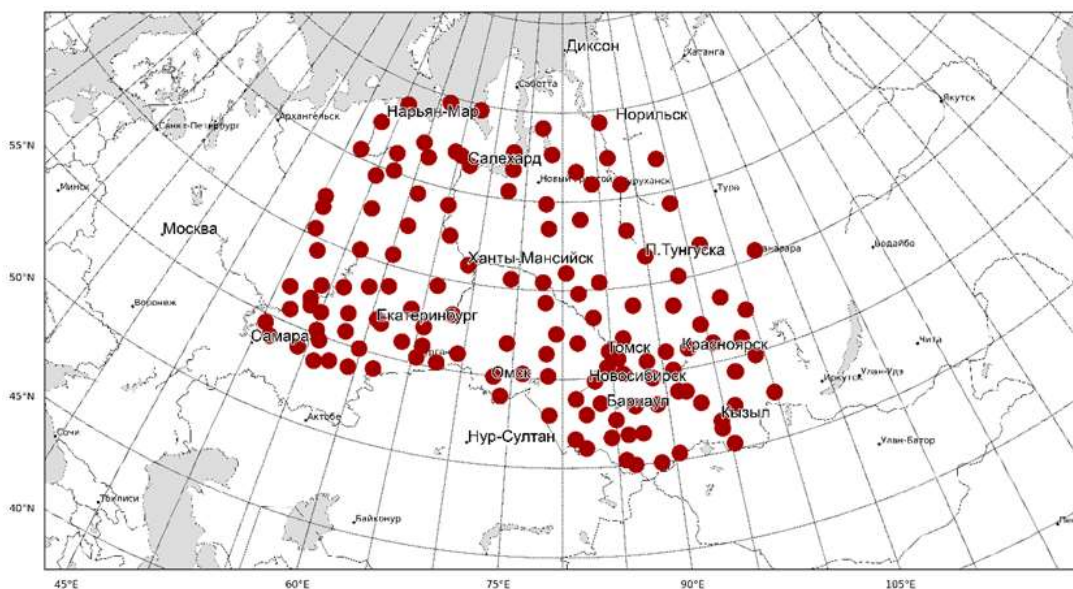 Диксон
Хатанга
Сабетта
Якутск
Нарьян-Мар
Норильск
Архангельск
Санкт-Петербург
55°N
Салехард
Минск
Тура
Москва
П.Тунгуска
Ханты-Мансийск
Бодайбо
50°N
Воронеж
Екатеринбург
Самара
Чита
Томск
Красноярск
Омск
Новосибирск
Иркутск
Улан-Удэ
45°N
Барнаул
Кызыл
Актобе
Сочи
Нур-Султан
Улан-Батор
Тбилиси
40°N
Байконур
45°E
60°E
75°E
90°E
105°E